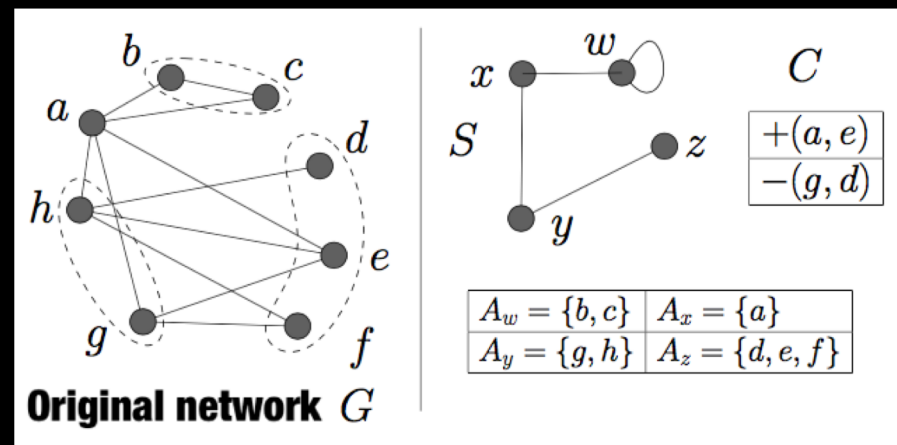 b
c
a
d
h
e
g
f
Original network G
x
w
S
z
y
C
+(a, e)
−(g, d)
A_w = {b, c} A_x = {a}
A_y = {g, h} A_z = {d, e, f}